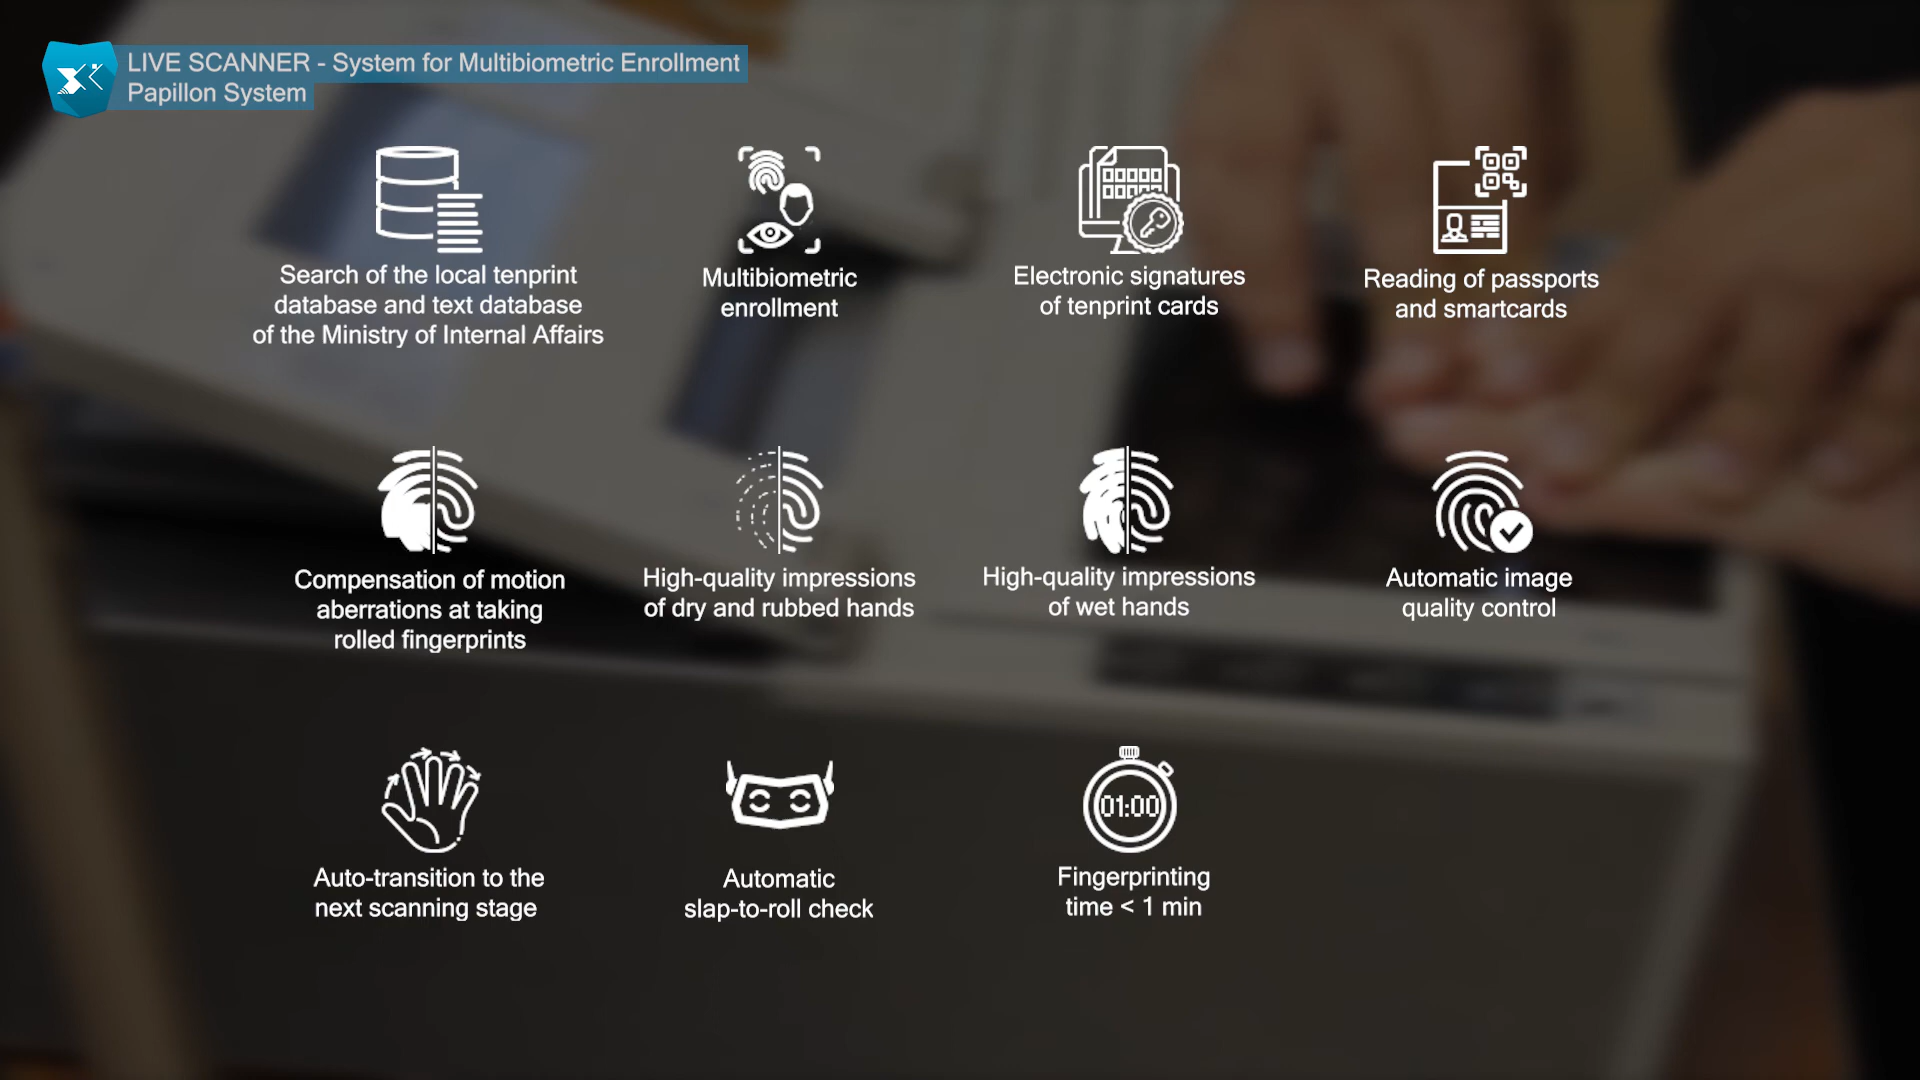 LIVE SCANNER - System for Multibiometric Enrollment
Papillon System
Search of the local tenprint
database and text database
of the Ministry of Internal Affairs
Multibiometric
enrollment
Electronic signatures
of tenprint cards
Reading of passports
and smartcards
Compensation of motion
aberrations at taking
rolled fingerprints
High-quality impressions
of dry and rubbed hands
High-quality impressions
of wet hands
Automatic image
quality control
Auto-transition to the
next scanning stage
Automatic
slap-to-roll check
01:00
Fingerprinting
time < 1 min